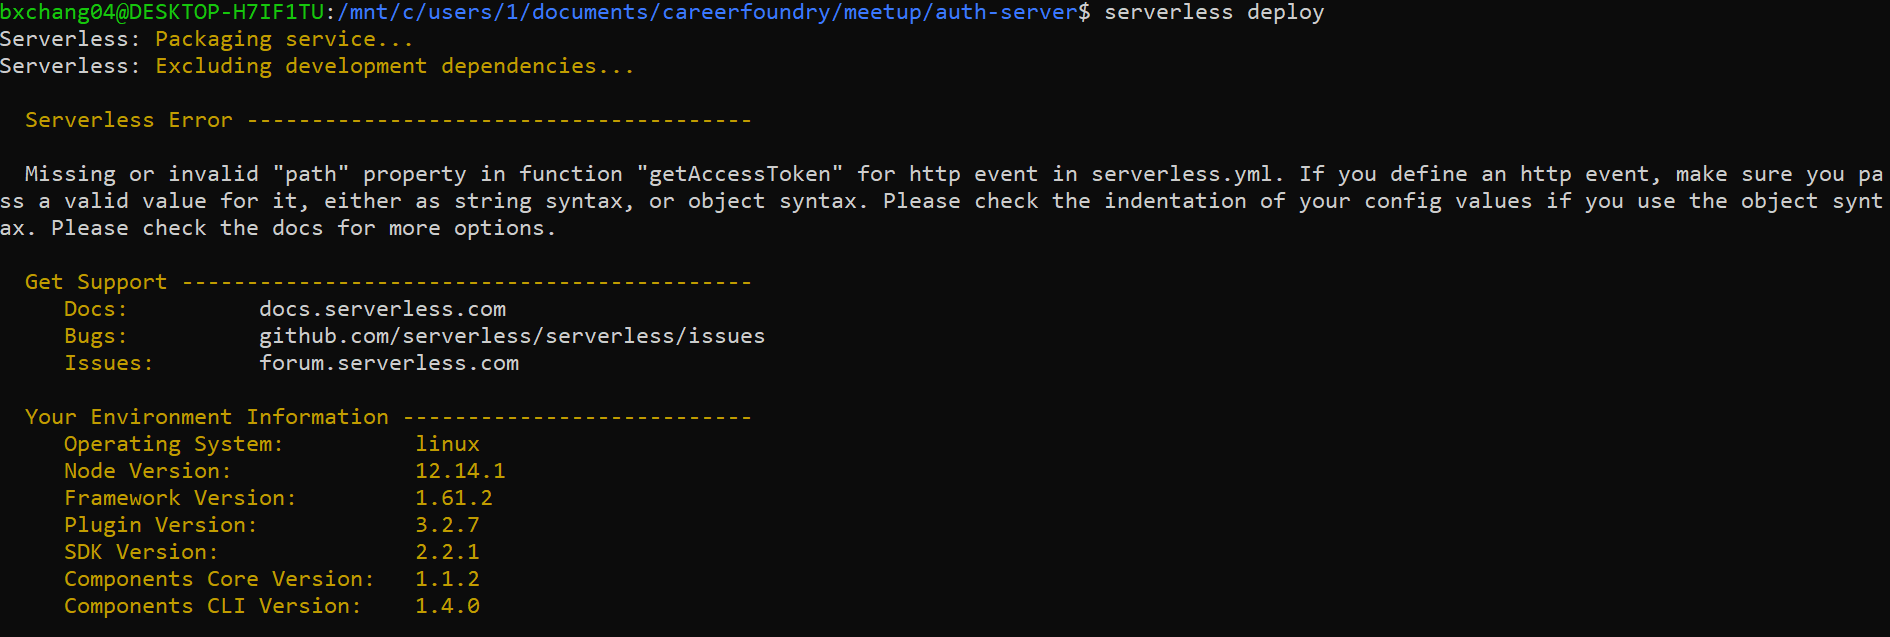 bxchang04@DESKTOP-H7IF1TU:/mnt/c/users/1/documents/careerfoundry/meetup/auth-server$ serverless deploy
Serverless: Packaging service...
Serverless: Excluding development dependencies...
Serverless Error ---------------------------------------
Missing or invalid "path" property in function "getAccessToken" for http event in serverless.yml. If you define an http event, make sure you pa
ss a valid value for it, either as string syntax, or object syntax. Please check the indentation of your config values if you use the object synt
ax. Please check the docs for more options.
Get Support --------------------------------------------
Docs: docs.serverless.com
Bugs: github.com/serverless/serverless/issues
Issues: forum.serverless.com
Your Environment Information ---------------------------
Operating System: linux
Node Version: 12.14.1
Framework Version: 1.61.2
Plugin Version: 3.2.7
SDK Version: 2.2.1
Components Core Version: 1.1.2
Components CLI Version: 1.4.0